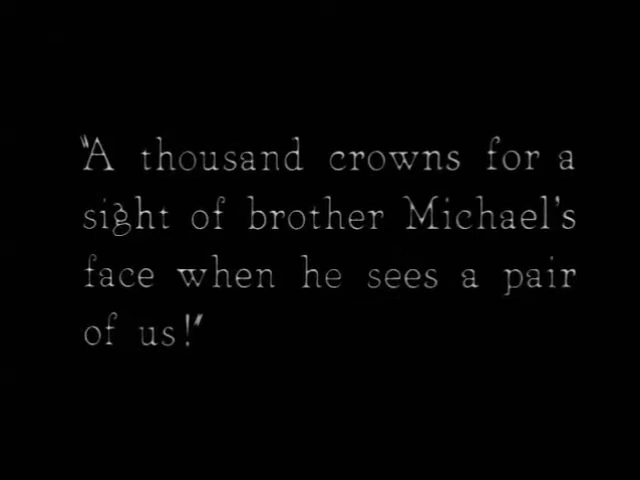 "A thousand crowns for a
sight of brother Michael's
face when he sees a pair
of us!"